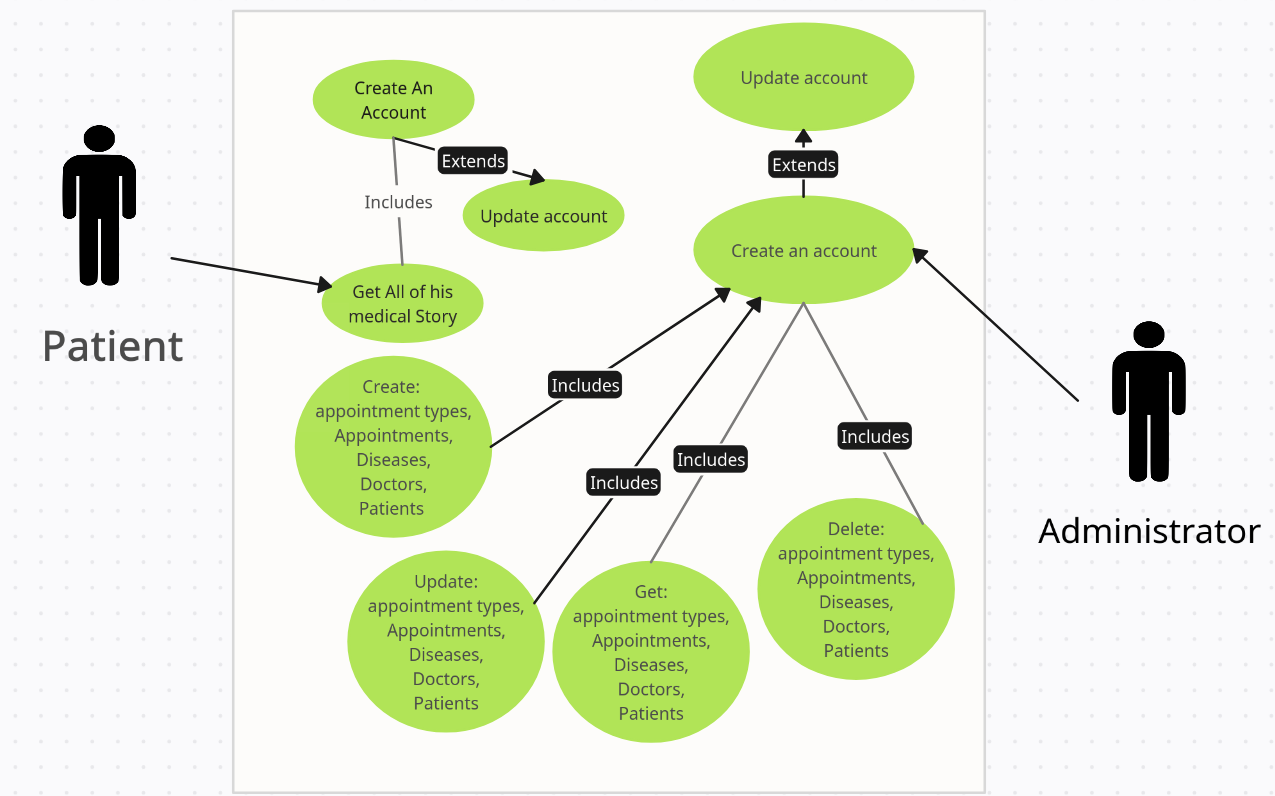 Create An
Account
Extends
Update account
Includes
Get All of his
medical Story
Patient
Update account
Extends
Create an account
Includes
Includes
Includes
Includes
Create:
appointment types,
Appointments,
Diseases,
Doctors,
Patients
Update:
appointment types,
Appointments,
Diseases,
Doctors,
Patients
Get:
appointment types,
Appointments,
Diseases,
Doctors,
Patients
Delete:
appointment types,
Appointments,
Diseases,
Doctors,
Patients
Administrator